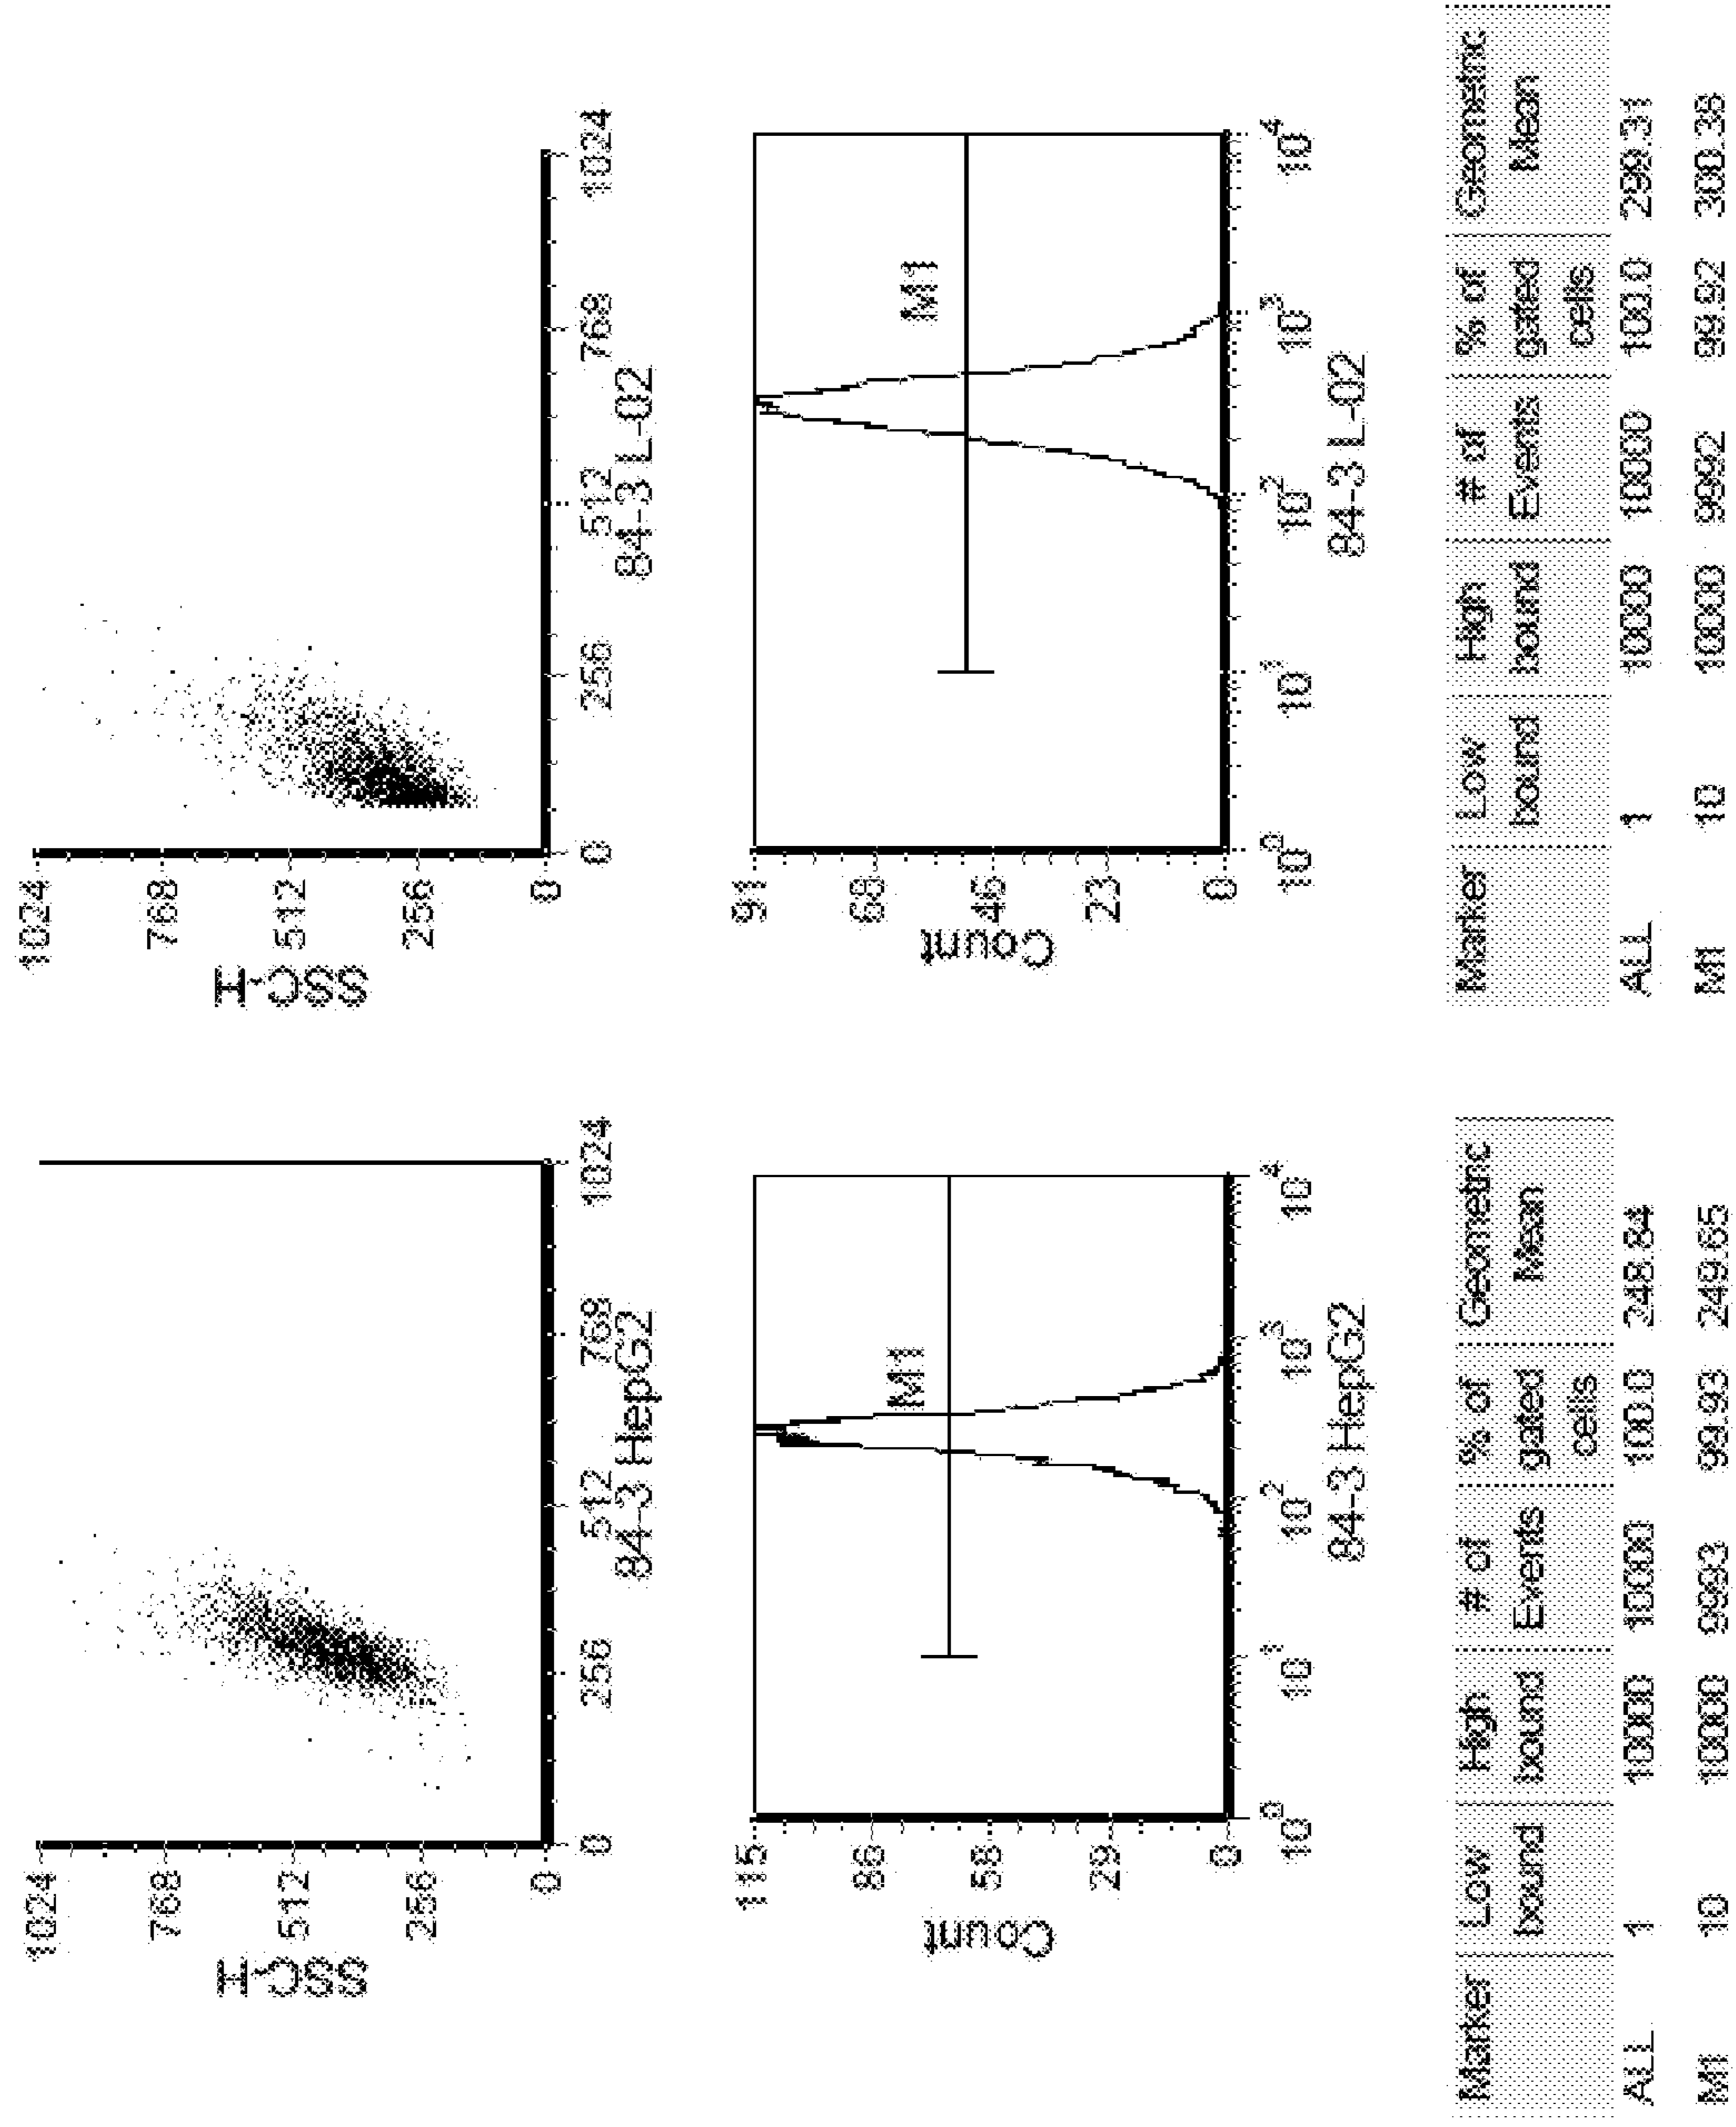 1024
768
512
256
0
SSC-H
0 256 512 768 1024
84-3 HepG2
1024
768
512
256
0
SSC-H
0 256 512 768 1024
84-3 L-02
115
86
58
29
0
Count
M1
10^0 10^1 10^2 10^3 10^4
84-3 HepG2
91
68
46
23
0
Count
M1
10^0 10^1 10^2 10^3 10^4
84-3 L-02
Marker Low High # of % of Geometric
bound bound Events gated Mean
cells
ALL 1 10000 10000 100.0 248.84
M1 10 10000 9993 99.93 249.65
Marker Low High # of % of Geometric
bound bound Events gated Mean
cells
ALL 1 10000 10000 100.0 299.31
M1 10 10000 9992 99.92 300.38